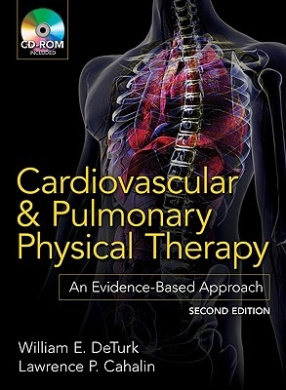 CD-ROM
INCLUDED
Cardiovascular
& Pulmonary
Physical Therapy
An Evidence-Based Approach
SECOND EDITION
William E. DeTurk
Lawrence P. Cahalin